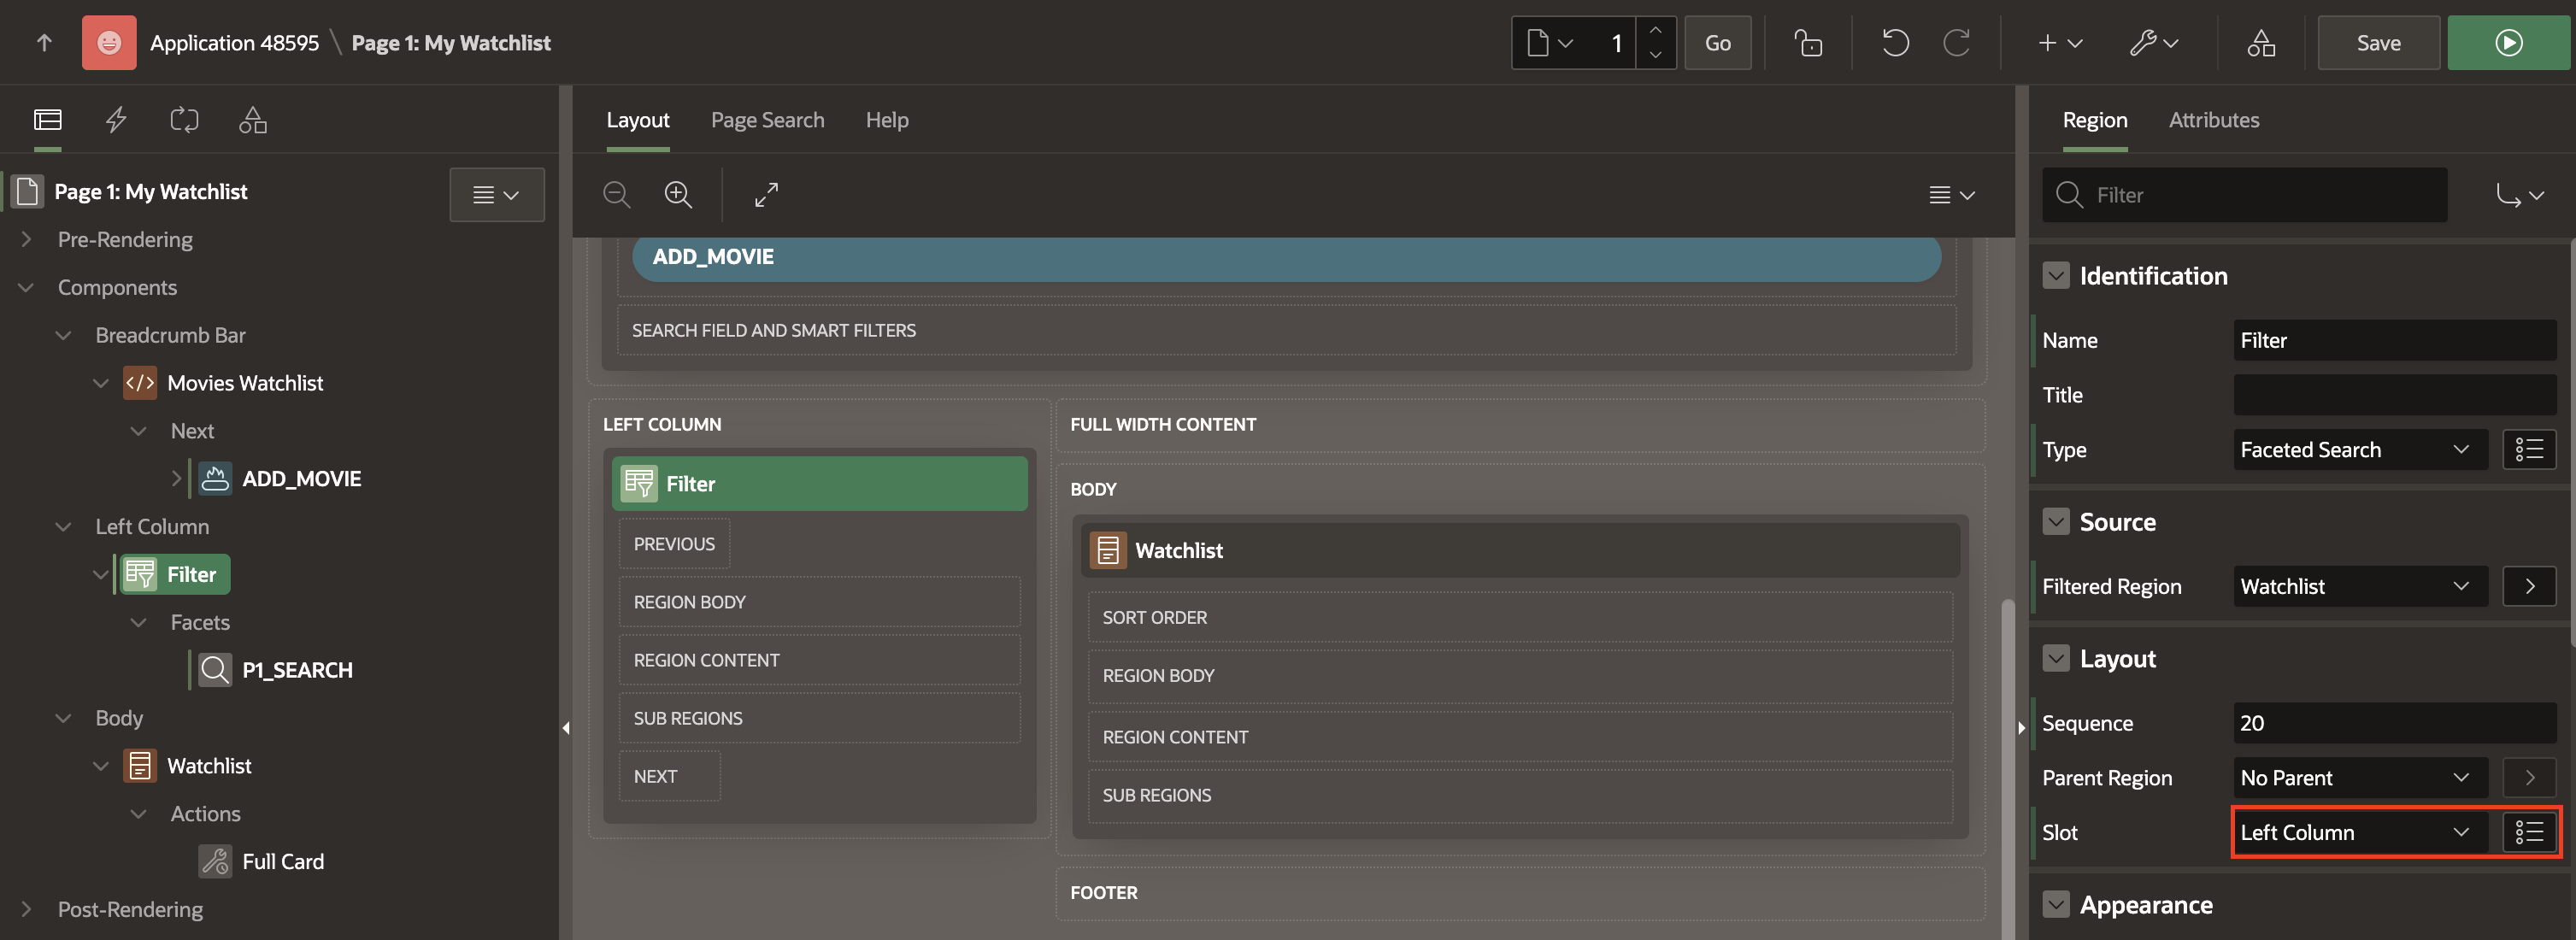 Application 48595 \ Page 1: My Watchlist
1
Go
Save
Page 1: My Watchlist
Pre-Rendering
Components
Breadcrumb Bar
</> Movies Watchlist
Next
ADD_MOVIE
Left Column
Filter
Facets
P1_SEARCH
Body
Watchlist
Actions
Full Card
Post-Rendering
Layout Page Search Help
ADD_MOVIE
SEARCH FIELD AND SMART FILTERS
LEFT COLUMN
Filter
PREVIOUS
REGION BODY
REGION CONTENT
SUB REGIONS
NEXT
FULL WIDTH CONTENT
BODY
Watchlist
SORT ORDER
REGION BODY
REGION CONTENT
SUB REGIONS
FOOTER
Region Attributes
Filter
Identification
Name Filter
Title
Type Faceted Search
Source
Filtered Region Watchlist
Layout
Sequence 20
Parent Region No Parent
Slot Left Column
Appearance